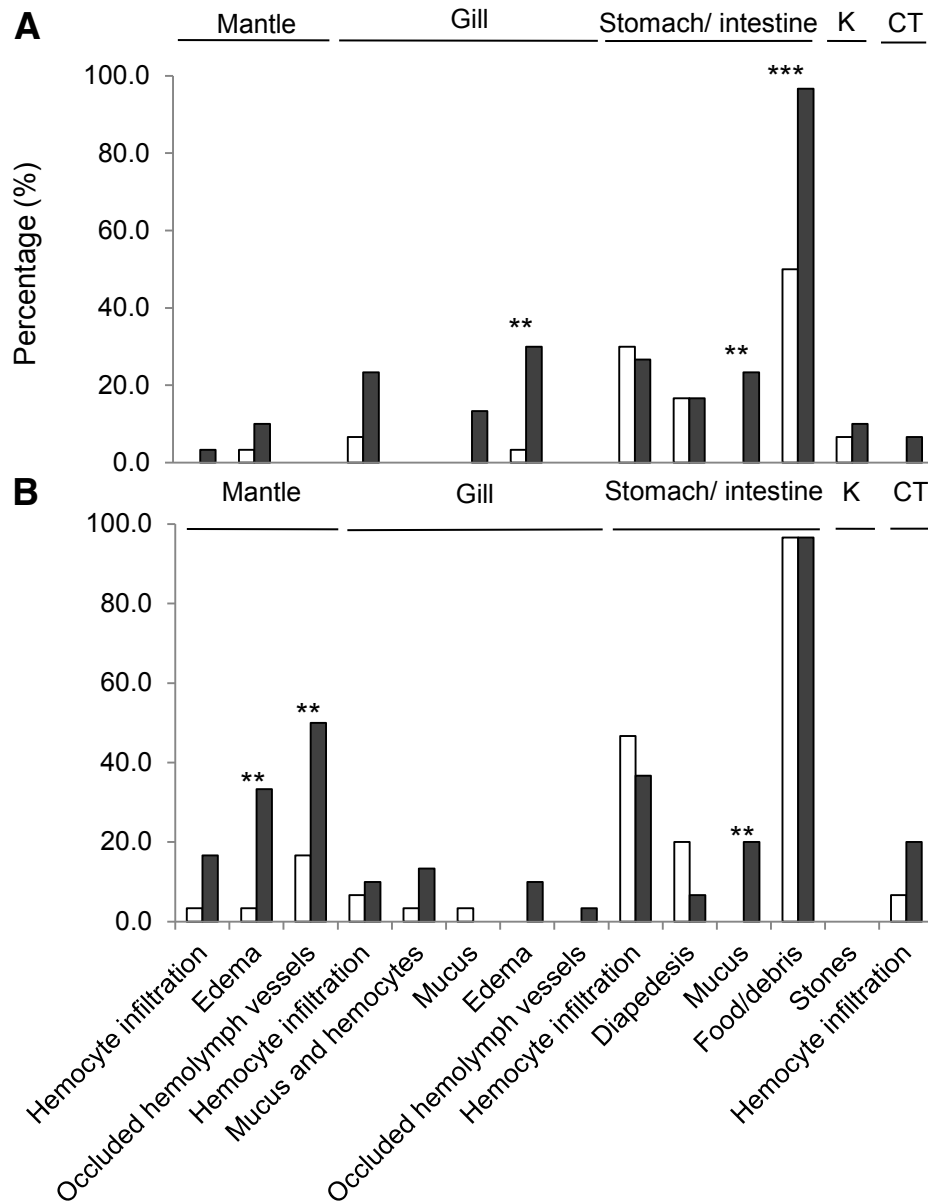 A
Mantle Gill Stomach/ intestine K CT
Percentage (%)
100.0
80.0
60.0
40.0
20.0
0.0
***
**
**
B
Mantle Gill Stomach/ intestine K CT
100.0
80.0
60.0
40.0
20.0
0.0
**
**
**
Hemocyte infiltration
Edema
Occluded hemolymph vessels
Hemocyte infiltration
Mucus and hemocytes
Mucus
Edema
Occluded hemolymph vessels
Hemocyte infiltration
Diapedesis
Mucus
Food/debris
Stones
Hemocyte infiltration